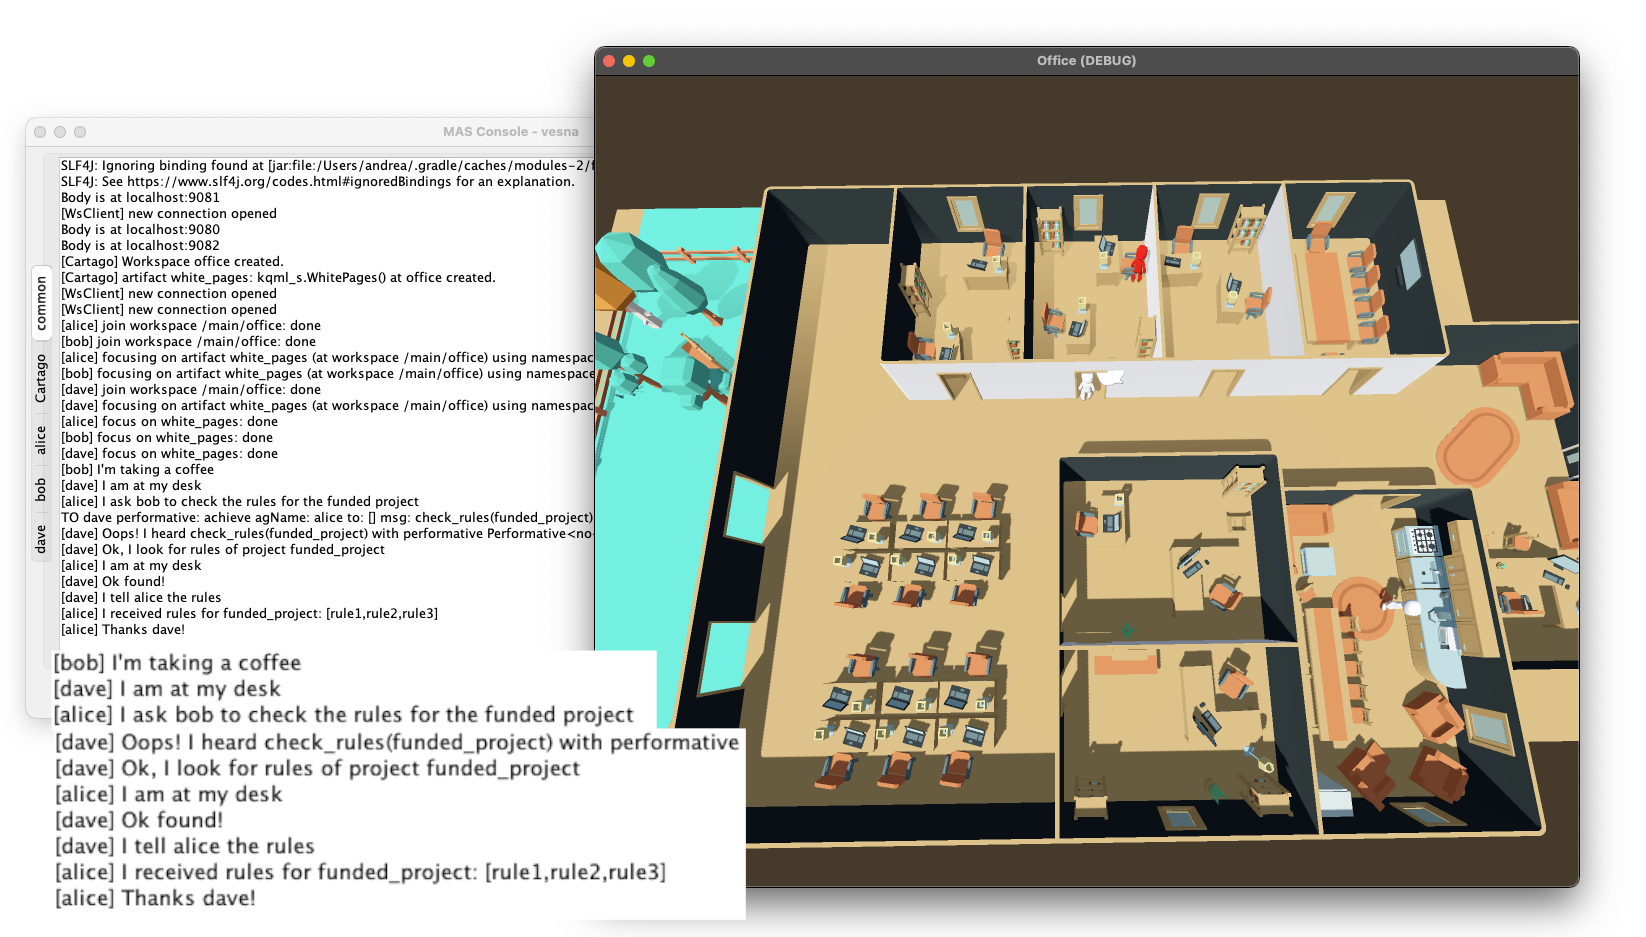 Office (DEBUG)
MAS Console - vesna
common
Cartago
alice
bob
dave
SLF4J: Ignoring binding found at [jar:file:/Users/andrea/.gradle/caches/modules-2/f
SLF4J: See https://www.slf4j.org/codes.html#ignoredBindings for an explanation.
Body is at localhost:9081
[WsClient] new connection opened
Body is at localhost:9080
Body is at localhost:9082
[Cartago] Workspace office created.
[Cartago] artifact white_pages: kqml_s.WhitePages() at office created.
[WsClient] new connection opened
[WsClient] new connection opened
[alice] join workspace /main/office: done
[bob] join workspace /main/office: done
[alice] focusing on artifact white_pages (at workspace /main/office) using namespac
[bob] focusing on artifact white_pages (at workspace /main/office) using namespace
[dave] join workspace /main/office: done
[dave] focusing on artifact white_pages (at workspace /main/office) using namespac
[alice] focus on white_pages: done
[bob] focus on white_pages: done
[dave] focus on white_pages: done
[bob] I'm taking a coffee
[dave] I am at my desk
[alice] I ask bob to check the rules for the funded project
TO dave performative: achieve agName: alice to: [] msg: check_rules(funded_project)
[dave] Oops! I heard check_rules(funded_project) with performative Performative<no-
[dave] Ok, I look for rules of project funded_project
[alice] I am at my desk
[dave] Ok found!
[dave] I tell alice the rules
[alice] I received rules for funded_project: [rule1,rule2,rule3]
[alice] Thanks dave!
[bob] I'm taking a coffee
[dave] I am at my desk
[alice] I ask bob to check the rules for the funded project
[dave] Oops! I heard check_rules(funded_project) with performative
[dave] Ok, I look for rules of project funded_project
[alice] I am at my desk
[dave] Ok found!
[dave] I tell alice the rules
[alice] I received rules for funded_project: [rule1,rule2,rule3]
[alice] Thanks dave!